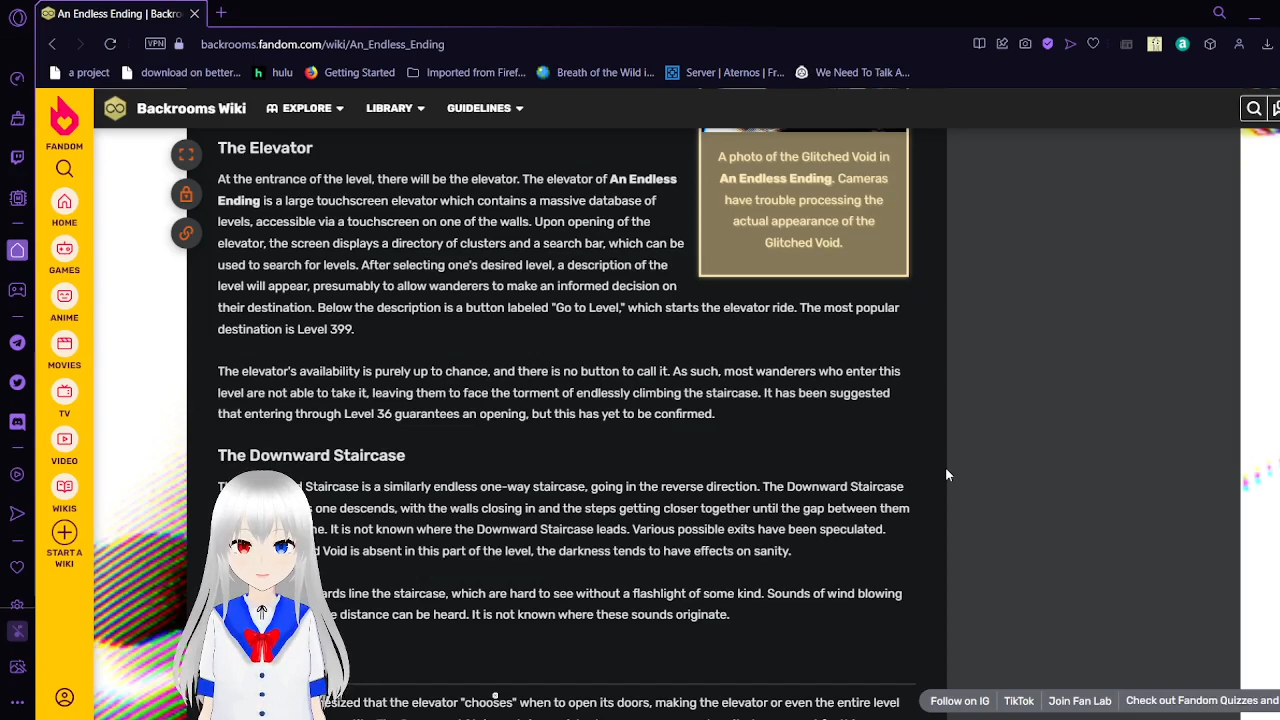 An Endless Ending | Backro
VPN
backrooms.fandom.com/wiki/An_Endless_Ending
a project
download on better...
hulu
Getting Started
Imported from Firef...
Breath of the Wild i...
Server | Aternos | Fr...
We Need To Talk A...
Backrooms Wiki
EXPLORE
LIBRARY
GUIDELINES
FANDOM
HOME
GAMES
ANIME
MOVIES
TV
VIDEO
WIKIS
START A
WIKI
The Elevator
At the entrance of the level, there will be the elevator. The elevator of An Endless
Ending is a large touchscreen elevator which contains a massive database of
levels, accessible via a touchscreen on one of the walls. Upon opening of the
elevator, the screen displays a directory of clusters and a search bar, which can be
used to search for levels. After selecting one's desired level, a description of the
level will appear, presumably to allow wanderers to make an informed decision on
their destination. Below the description is a button labeled "Go to Level," which starts the elevator ride. The most popular
destination is Level 399.
A photo of the Glitched Void in
An Endless Ending. Cameras
have trouble processing the
actual appearance of the
Glitched Void.
The elevator's availability is purely up to chance, and there is no button to call it. As such, most wanderers who enter this
level are not able to take it, leaving them to face the torment of endlessly climbing the staircase. It has been suggested
that entering through Level 36 guarantees an opening, but this has yet to be confirmed.
The Downward Staircase
Staircase is a similarly endless one-way staircase, going in the reverse direction. The Downward Staircase
one descends, with the walls closing in and the steps getting closer together until the gap between them
It is not known where the Downward Staircase leads. Various possible exits have been speculated.
Void is absent in this part of the level, the darkness tends to have effects on sanity.
line the staircase, which are hard to see without a flashlight of some kind. Sounds of wind blowing
distance can be heard. It is not known where these sounds originate.
that the elevator "chooses" when to open its doors, making the elevator or even the entire level
Follow on IG
TikTok
Join Fan Lab
Check out Fandom Quizzes and